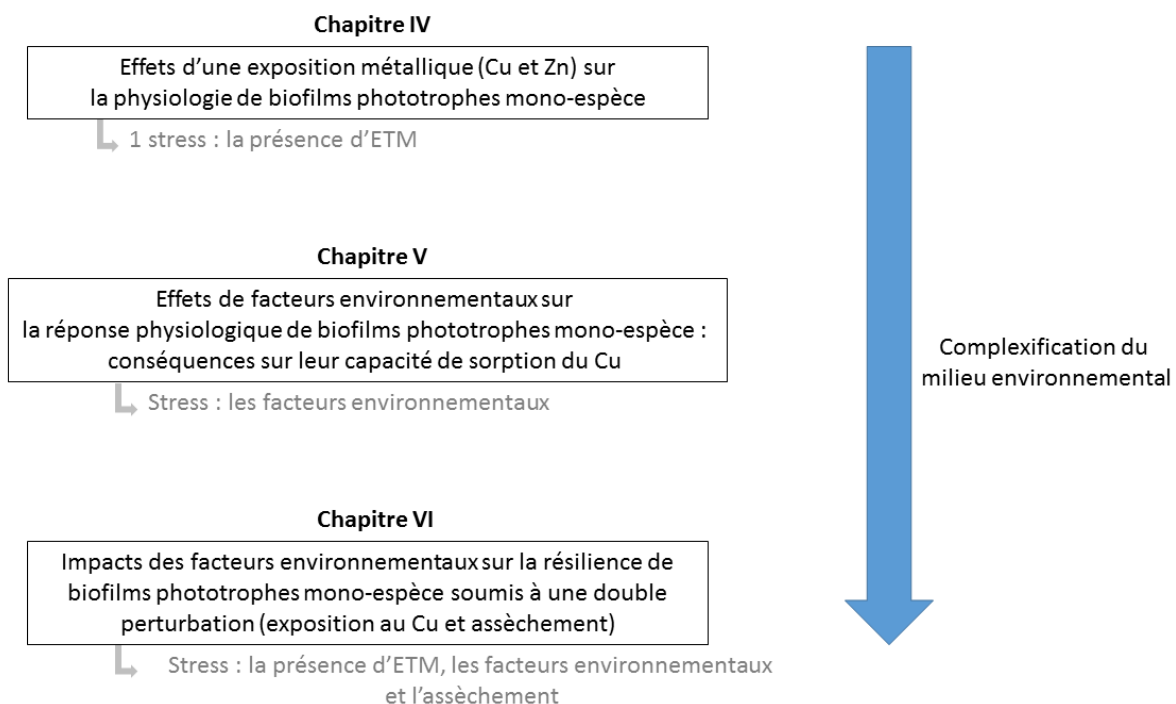 Chapitre IV
Effets d'une exposition métallique (Cu et Zn) sur
la physiologie de biofilms phototrophes mono-espèce
1 stress : la présence d'ETM
Chapitre V
Effets de facteurs environnementaux sur
la réponse physiologique de biofilms phototrophes mono-espèce :
conséquences sur leur capacité de sorption du Cu
Stress : les facteurs environnementaux
Complexification du
milieu environnemental
Chapitre VI
Impacts des facteurs environnementaux sur la résilience de
biofilms phototrophes mono-espèce soumis à une double
perturbation (exposition au Cu et assèchement)
Stress : la présence d'ETM, les facteurs environnementaux
et l'assèchement